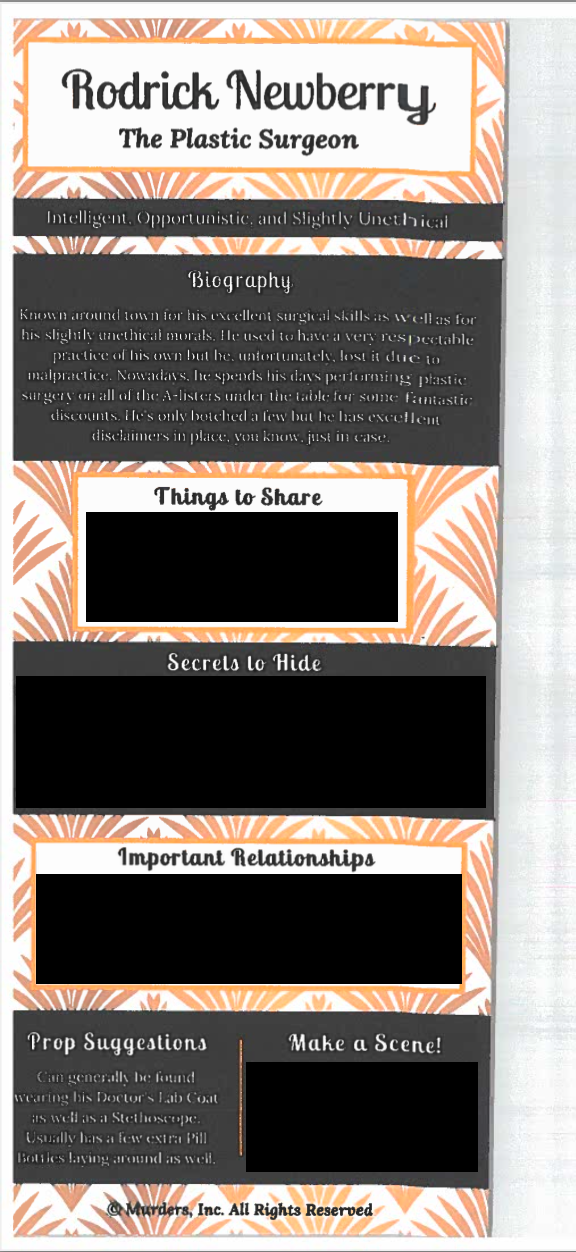 Rodrick Newberry
The Plastic Surgeon
Intelligent, Opportunistic, and Slightly Unethical
Biography
Known around town for his excellent surgical skills as well as for
his slightly unethical morals. He used to have a very respectable
practice of his own but he, unfortunately, lost it due to
malpractice. Nowadays, he spends his days performing plastic
surgery on all of the A-listers under the table for some fantastic
discounts. He's only botched a few but he has excellent
disclaimers in place, you know, just in case.
Things to Share
Secrets to Hide
Important Relationships
Prop Suggestions
Can generally be found
wearing his Doctor's Lab Coat
as well as a Stethoscope.
Usually has a few extra Pill
Bottles laying around as well.
Make a Scene!
© Murders, Inc. All Rights Reserved